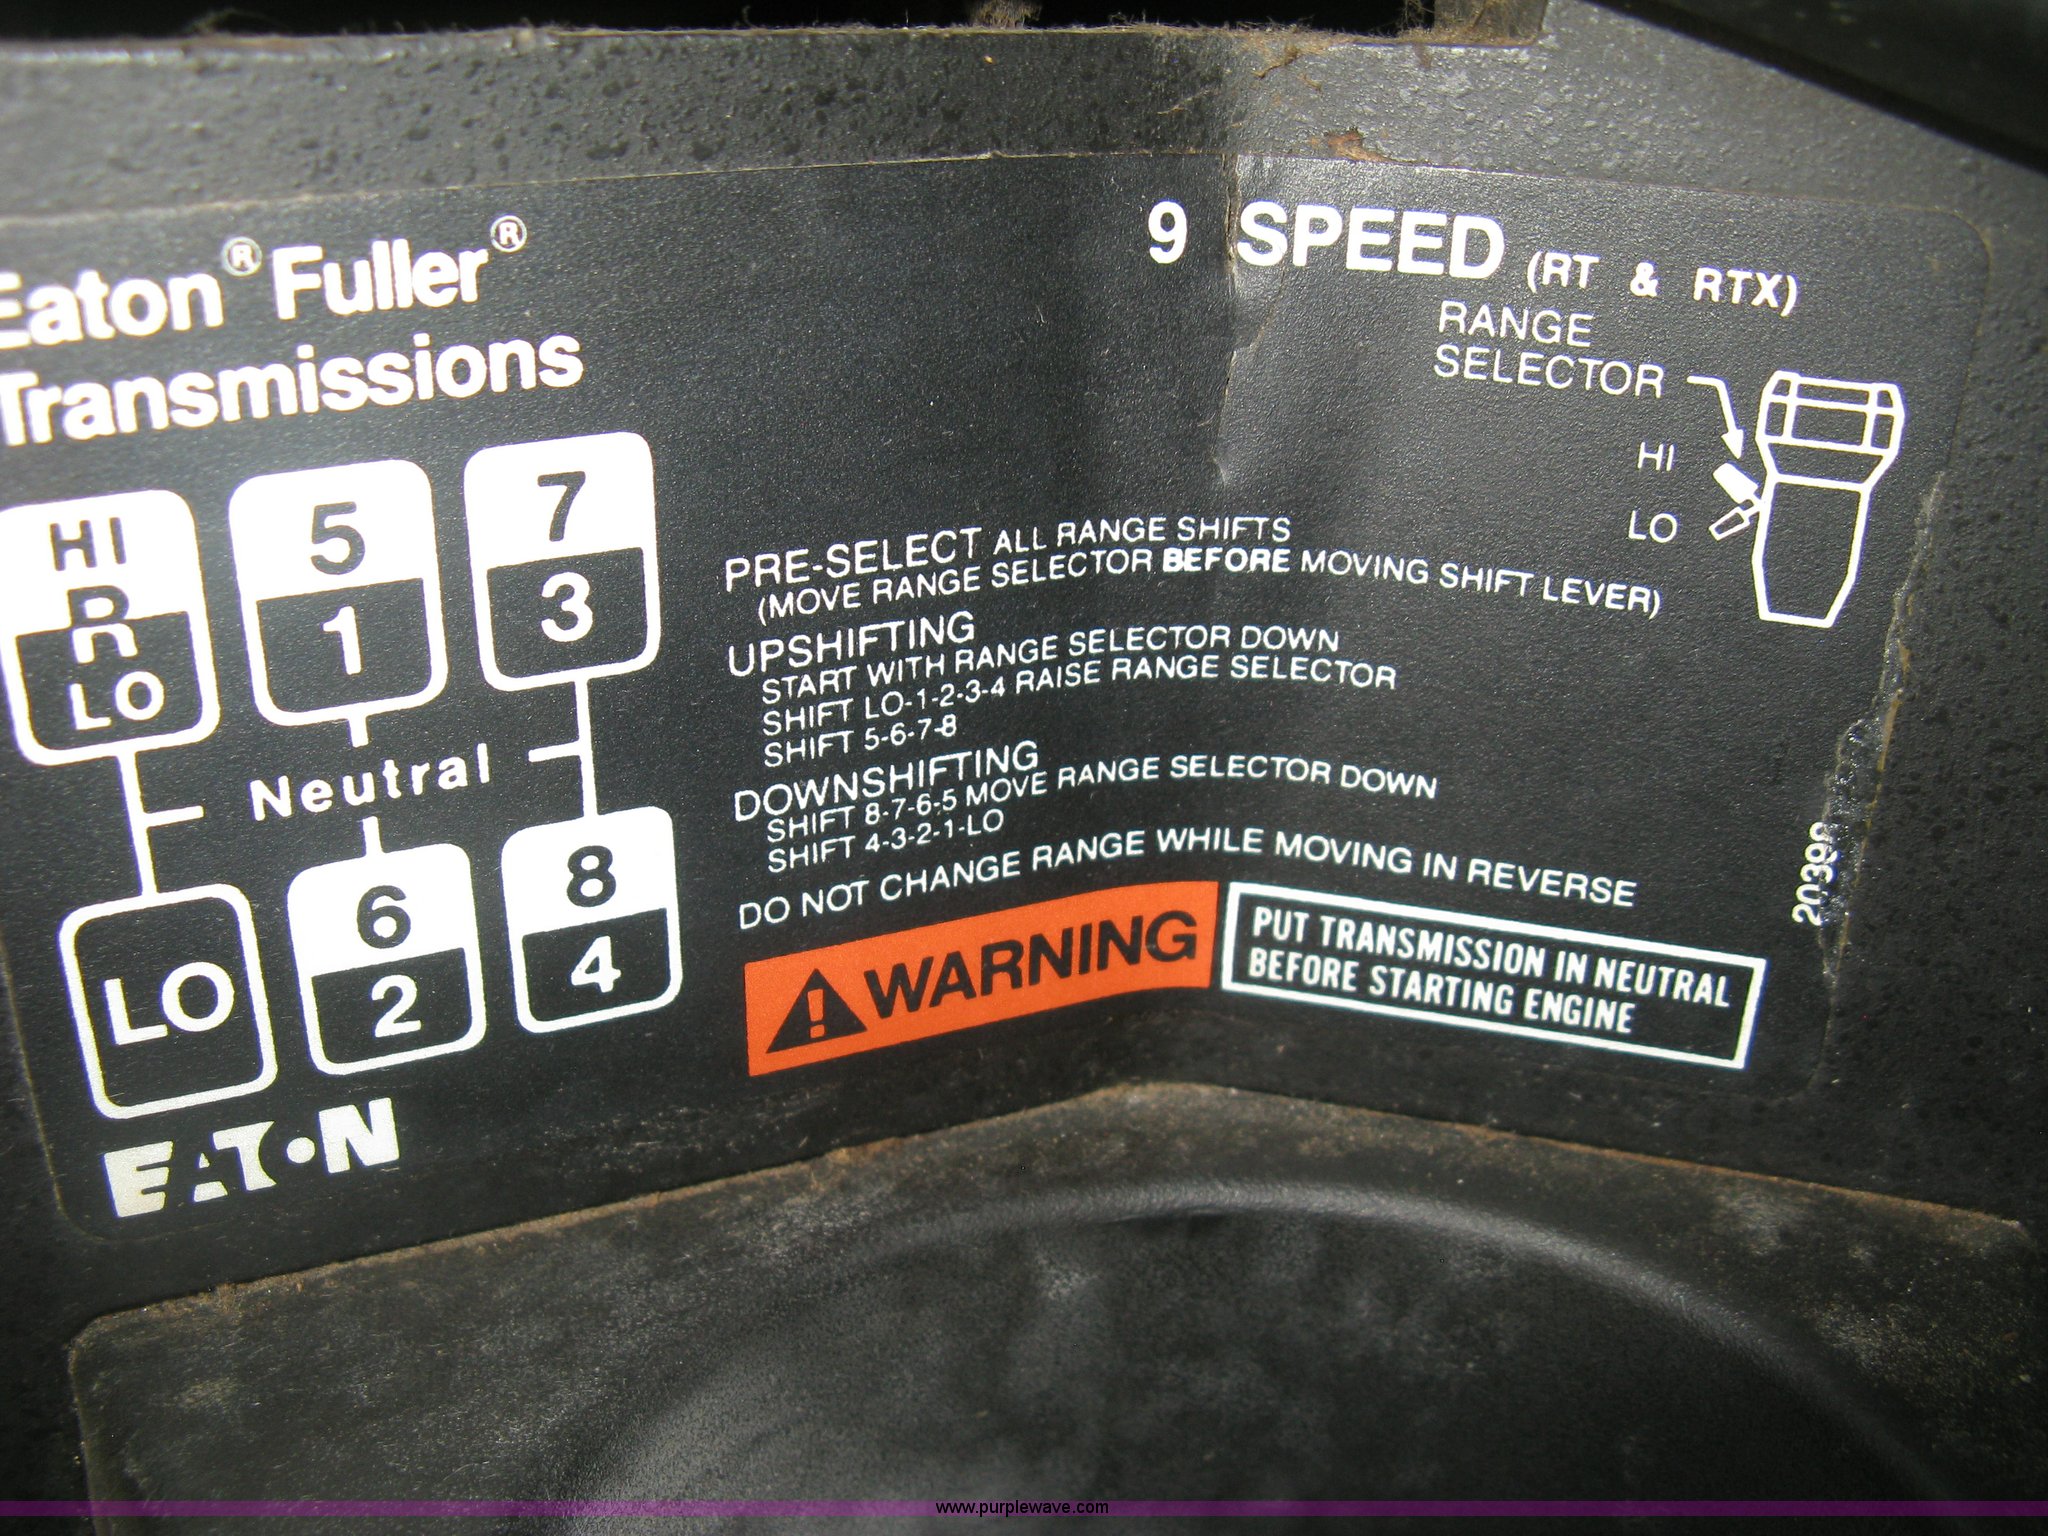 Eaton® Fuller®
Transmissions
9 SPEED (RT & RTX)
RANGE
SELECTOR
HI
LO
HI
R
LO
5
1
7
3
Neutral
LO
6
2
8
4
EATON
PRE-SELECT ALL RANGE SHIFTS
(MOVE RANGE SELECTOR BEFORE MOVING SHIFT LEVER)
UPSHIFTING
START WITH RANGE SELECTOR DOWN
SHIFT LO-1-2-3-4 RAISE RANGE SELECTOR
SHIFT 5-6-7-8
DOWNSHIFTING
SHIFT 8-7-6-5 MOVE RANGE SELECTOR DOWN
SHIFT 4-3-2-1-LO
DO NOT CHANGE RANGE WHILE MOVING IN REVERSE
WARNING
PUT TRANSMISSION IN NEUTRAL
BEFORE STARTING ENGINE
www.purplewave.com